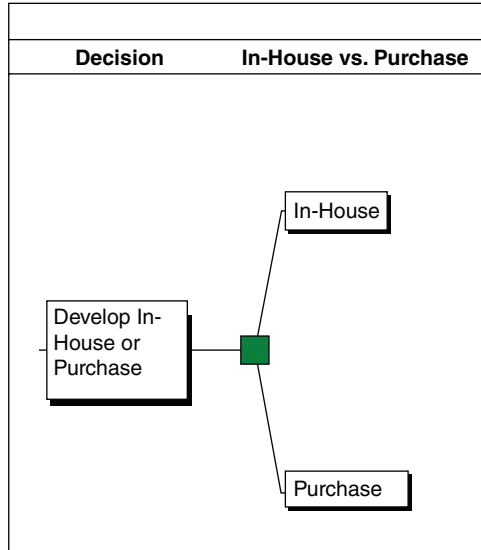 Decision In-House vs. Purchase
In-House
Develop In-
House or
Purchase
Purchase